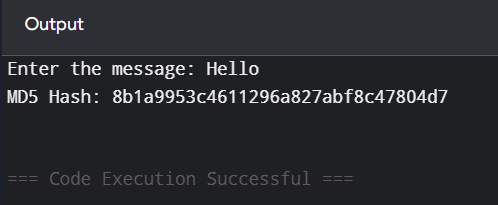 Output
Enter the message: Hello
MD5 Hash: 8b1a9953c4611296a827abf8c47804d7
=== Code Execution Successful ===